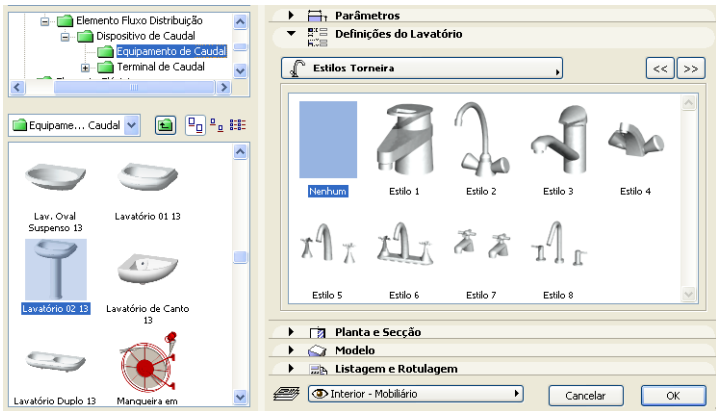 Elemento Fluxo Distribuição
Dispositivo de Caudal
Equipamento de Caudal
Terminal de Caudal
Equipame... Caudal
Lav. Oval
Suspenso 13
Lavatório 01 13
Lavatório 02 13
Lavatório de Canto
13
Lavatório Duplo 13
Mangueira em
Parâmetros
Definições do Lavatório
Estilos Torneira
<<
>>
Nenhum
Estilo 1
Estilo 2
Estilo 3
Estilo 4
Estilo 5
Estilo 6
Estilo 7
Estilo 8
Planta e Secção
Modelo
Listagem e Rotulagem
Interior - Mobiliário
Cancelar
OK